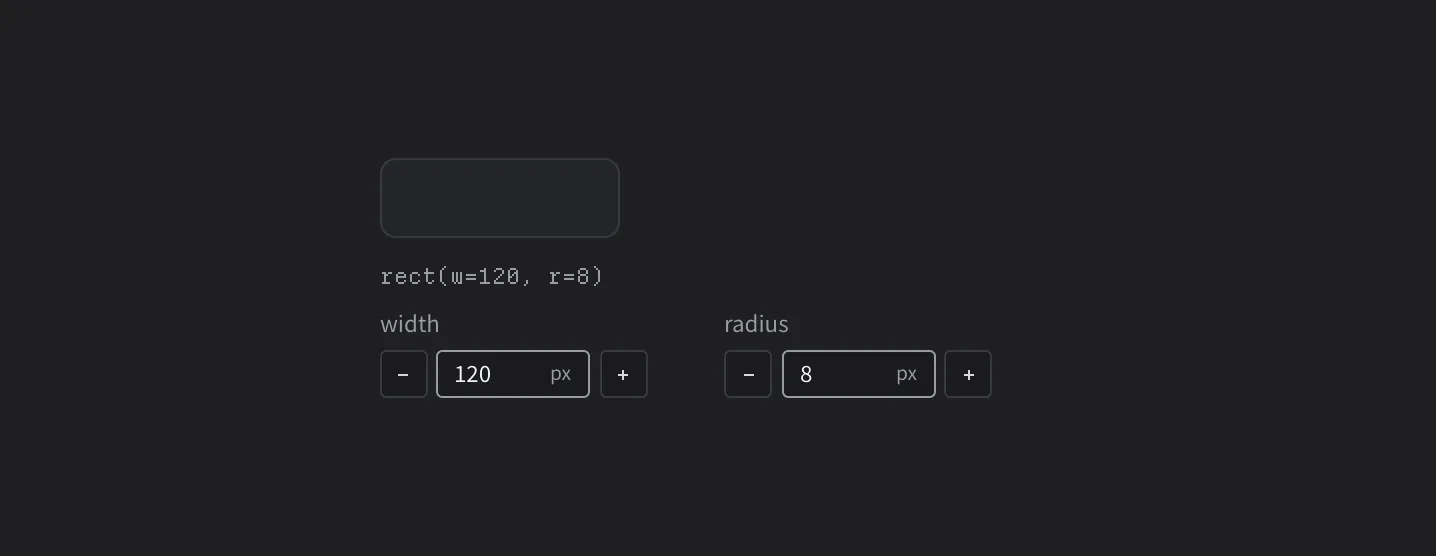 rect(w=120, r=8)
width radius
− 120 px + − 8 px +